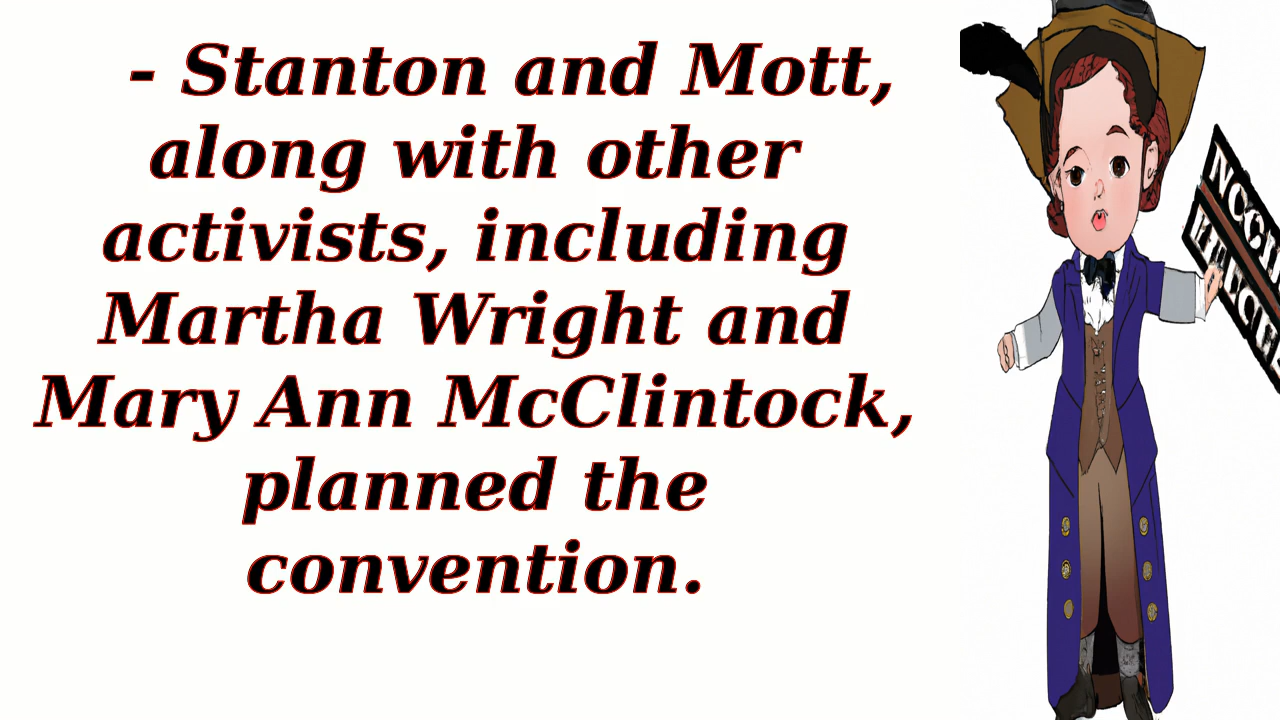 - Stanton and Mott,
along with other
activists, including
Martha Wright and
Mary Ann McClintock,
planned the
convention.